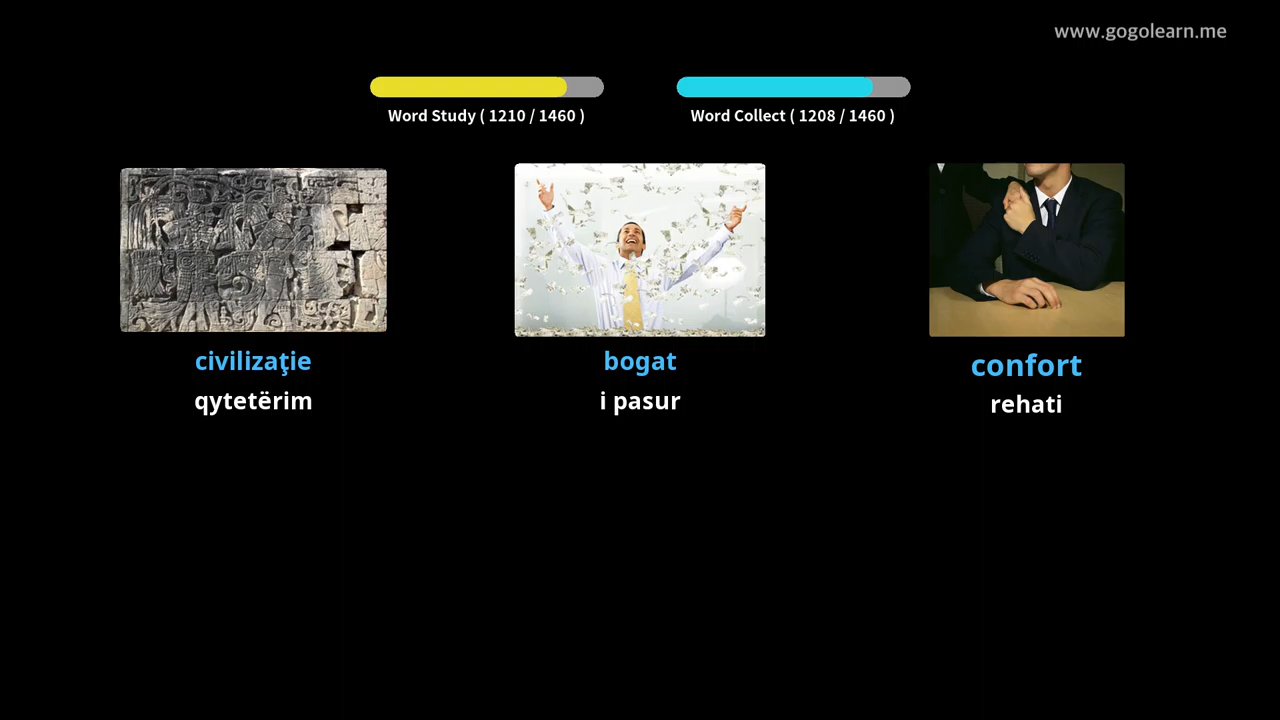 www.gogolearn.me
Word Study ( 1210 / 1460 )
Word Collect ( 1208 / 1460 )
civilizaţie
bogat
confort
qytetërim
i pasur
rehati